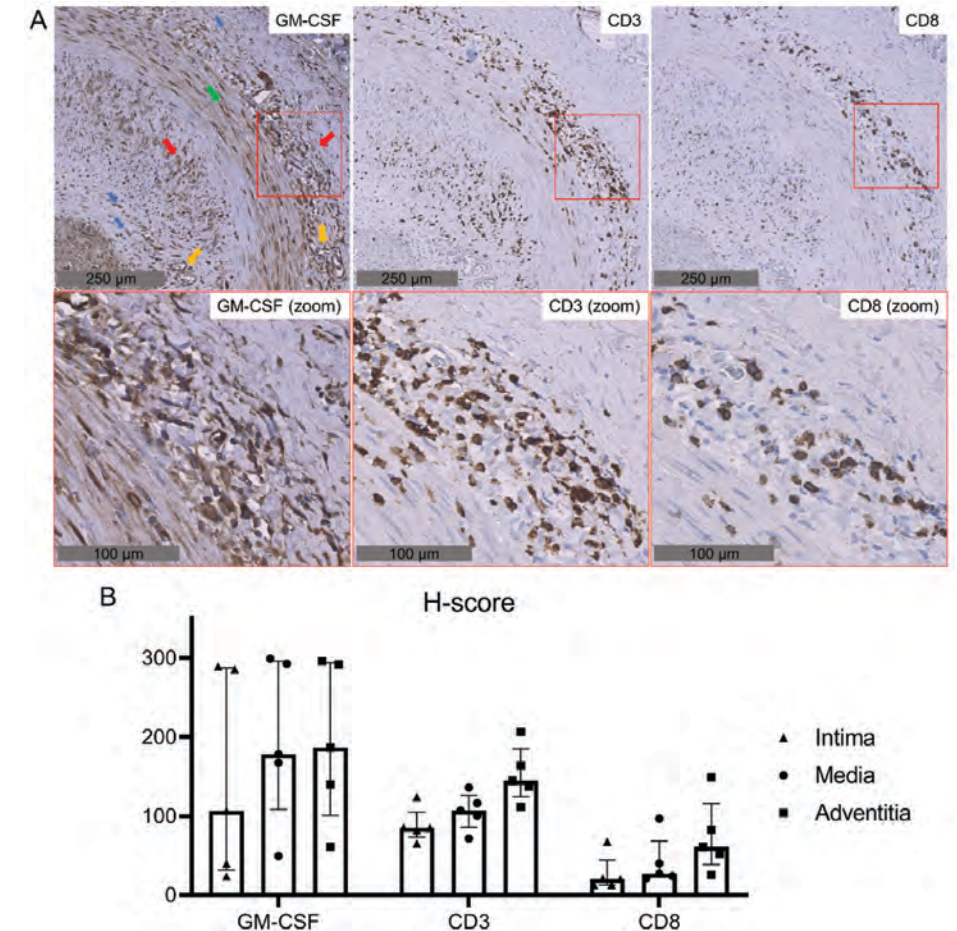 A
GM-CSF
CD3
CD8
250 µm
250 µm
250 µm
GM-CSF (zoom)
CD3 (zoom)
CD8 (zoom)
100 µm
100 µm
100 µm
B
H-score
300
200
100
0
GM-CSF
CD3
CD8
Intima
Media
Adventitia